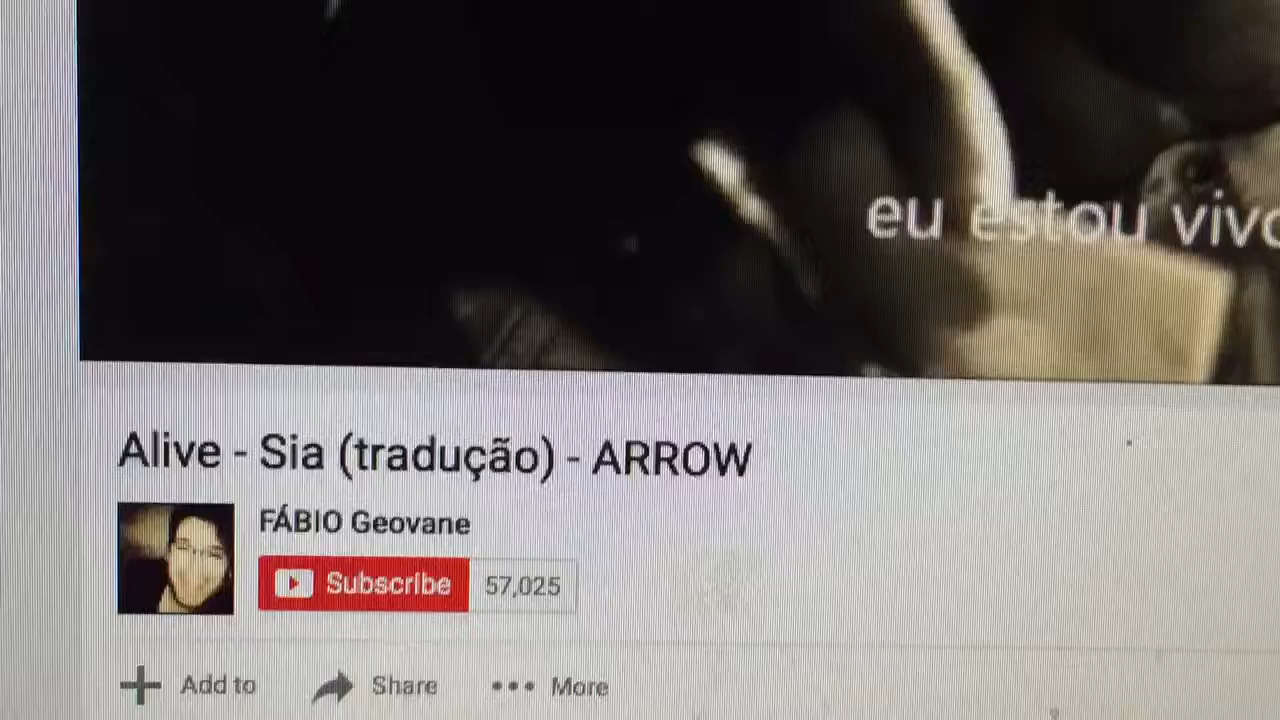 eu estou vivo
Alive - Sia (tradução) - ARROW
FÁBIO Geovane
Subscribe 57,025
Add to Share More